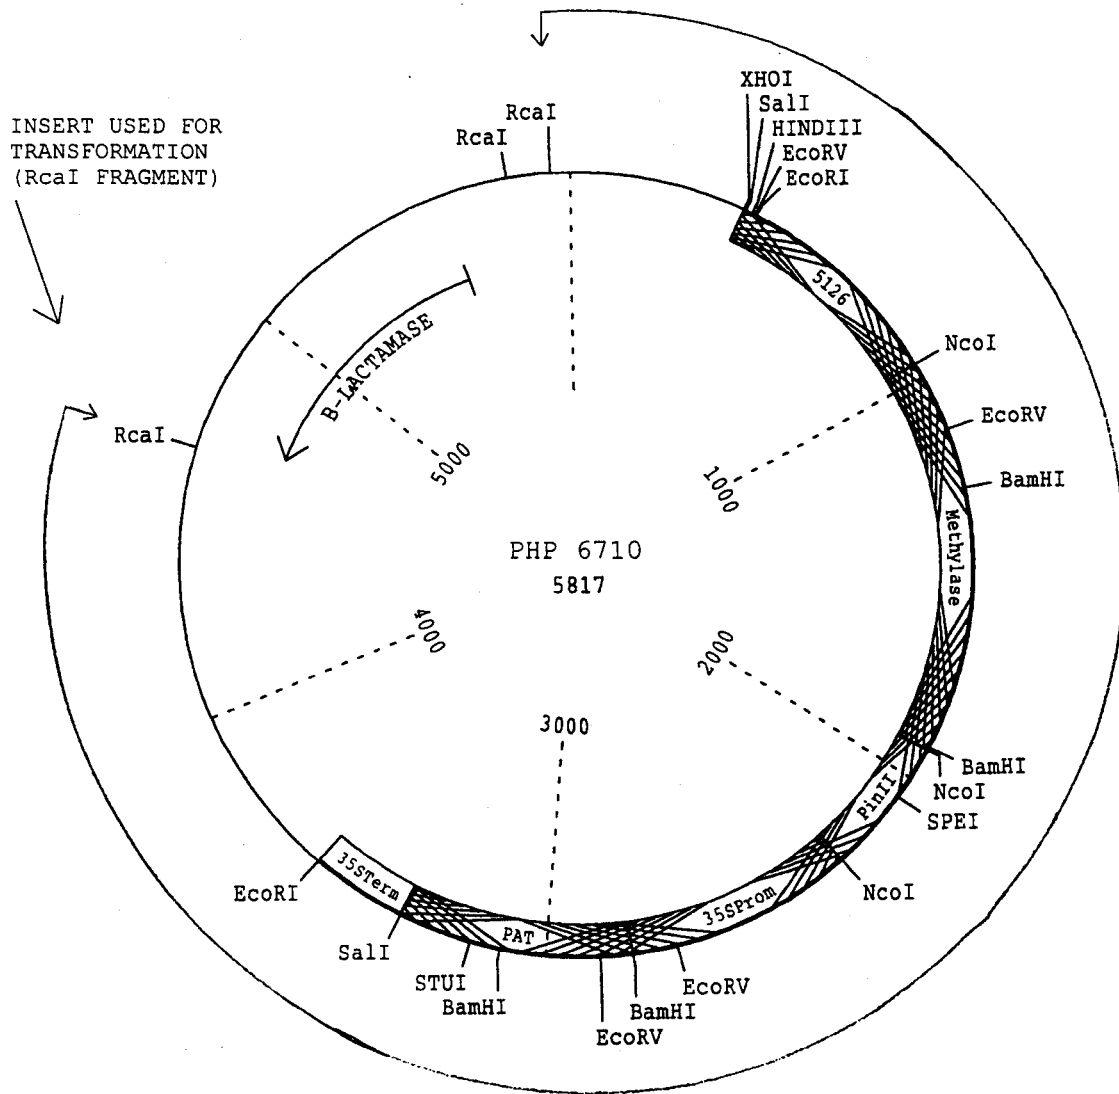 INSERT USED FOR
TRANSFORMATION
(RcaI FRAGMENT)
RcaI
RcaI
XHOI
SalI
HINDIII
EcoRV
EcoRI
5126
NcoI
EcoRV
BamHI
Methylase
BamHI
NcoI
SPEI
PinII
NcoI
35SProm
EcoRV
BamHI
EcoRV
PAT
BamHI
STUI
SalI
35STerm
EcoRI
RcaI
B-LACTAMASE
1000
2000
3000
4000
5000
PHP 6710
5817